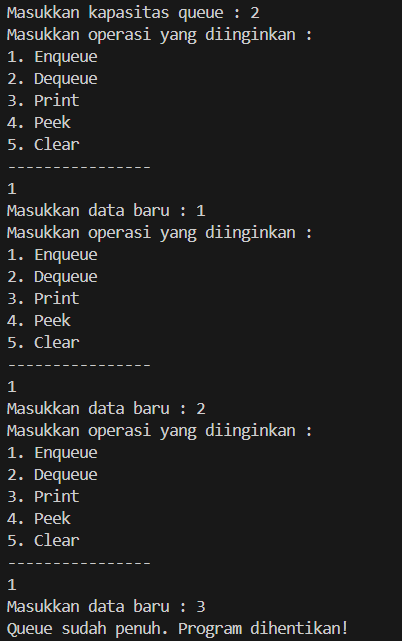 Masukkan kapasitas queue : 2
Masukkan operasi yang diinginkan :
1. Enqueue
2. Dequeue
3. Print
4. Peek
5. Clear
----------------
1
Masukkan data baru : 1
Masukkan operasi yang diinginkan :
1. Enqueue
2. Dequeue
3. Print
4. Peek
5. Clear
----------------
1
Masukkan data baru : 2
Masukkan operasi yang diinginkan :
1. Enqueue
2. Dequeue
3. Print
4. Peek
5. Clear
----------------
1
Masukkan data baru : 3
Queue sudah penuh. Program dihentikan!